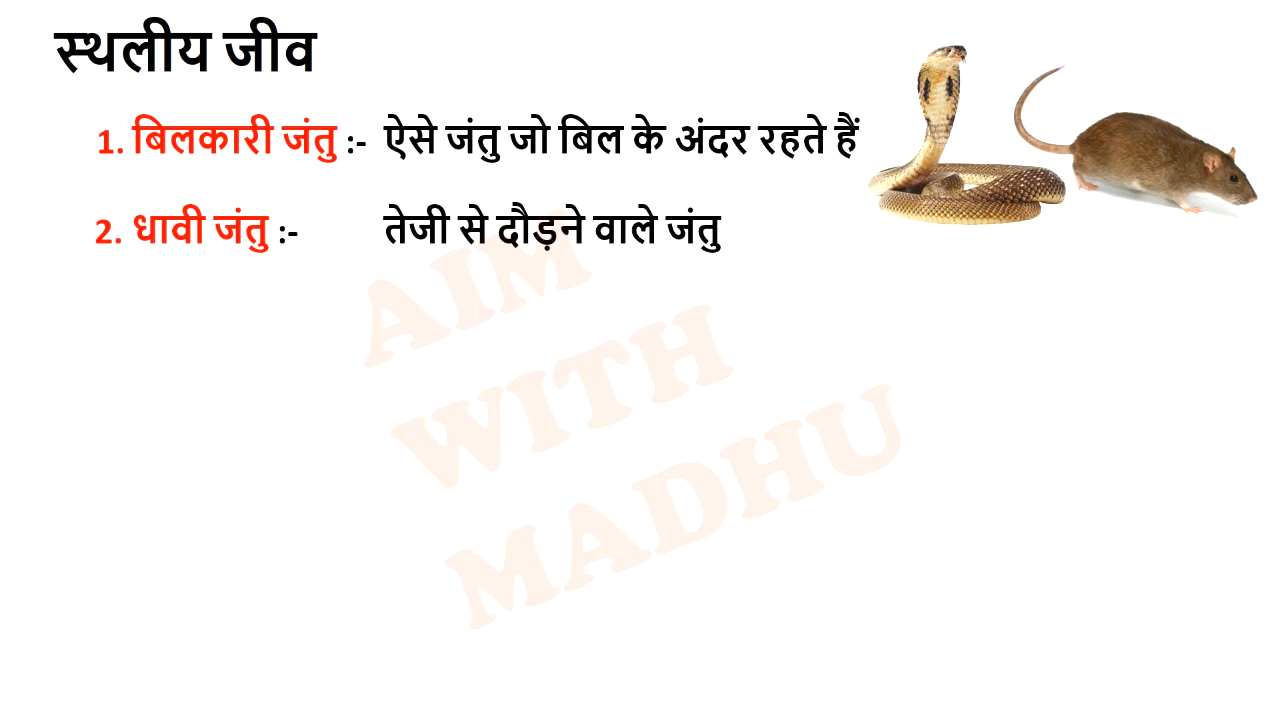 स्थलीय जीव
1. बिलकारी जंतु :- ऐसे जंतु जो बिल के अंदर रहते हैं
2. धावी जंतु :- तेजी से दौड़ने वाले जंतु
AIM
WITH
MADHU